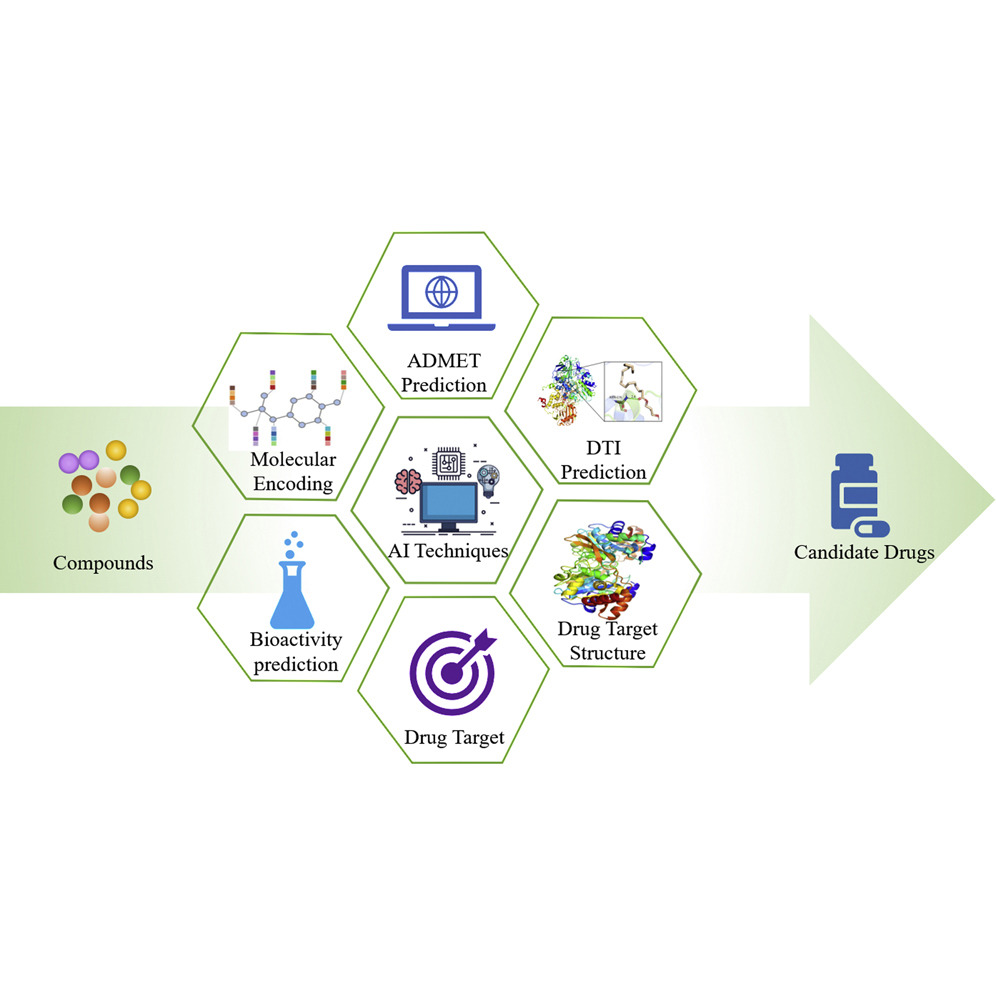 ADMET
Prediction
Molecular
Encoding
DTI
Prediction
Compounds
AI Techniques
Candidate Drugs
Bioactivity
prediction
Drug Target
Structure
Drug Target